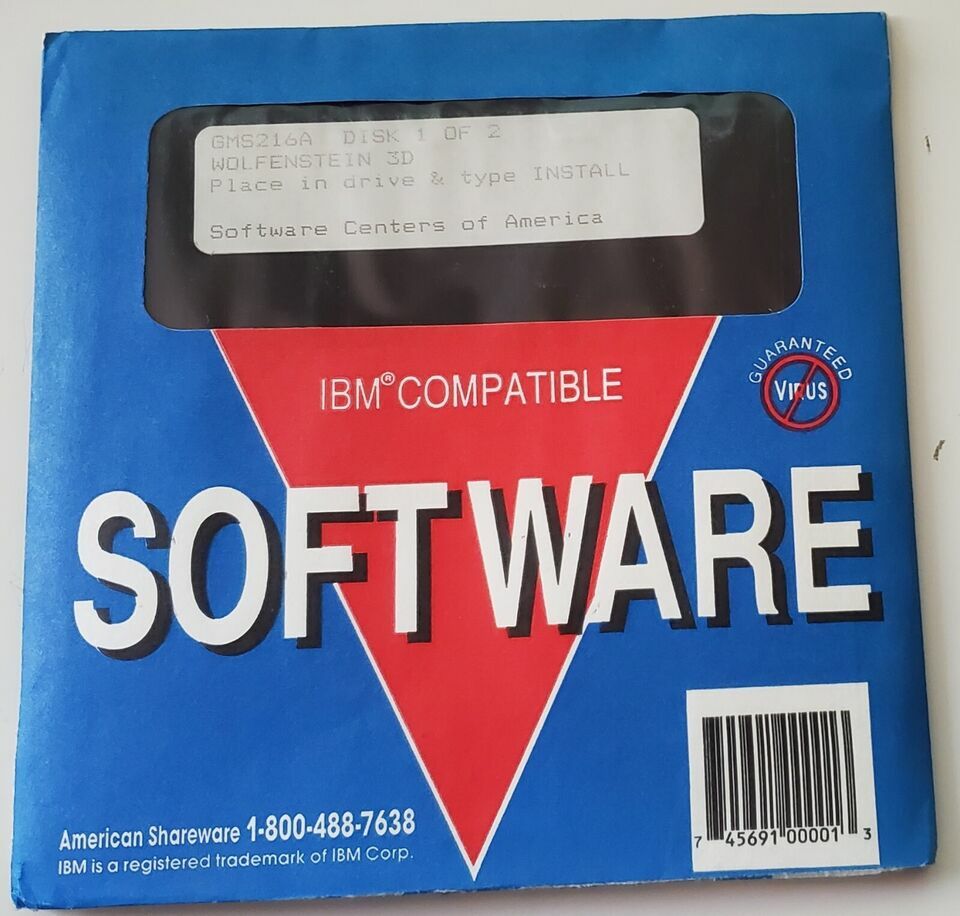 GMS216A DISK 1 OF 2
WOLFENSTEIN 3D
Place in drive & type INSTALL
Software Centers of America
IBM® COMPATIBLE
GUARANTEED
VIRUS
SOFTWARE
American Shareware 1-800-488-7638
IBM is a registered trademark of IBM Corp.
7 45691 00001 3